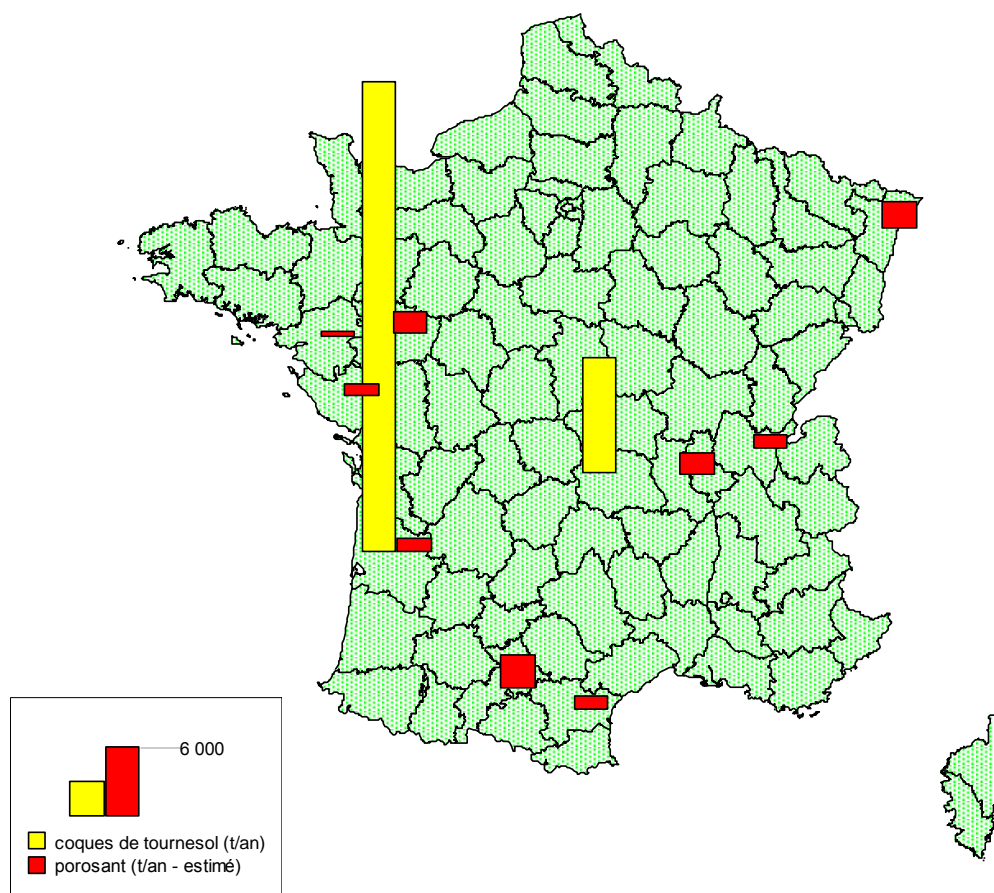 6 000
coques de tournesol (t/an)
porosant (t/an - estimé)